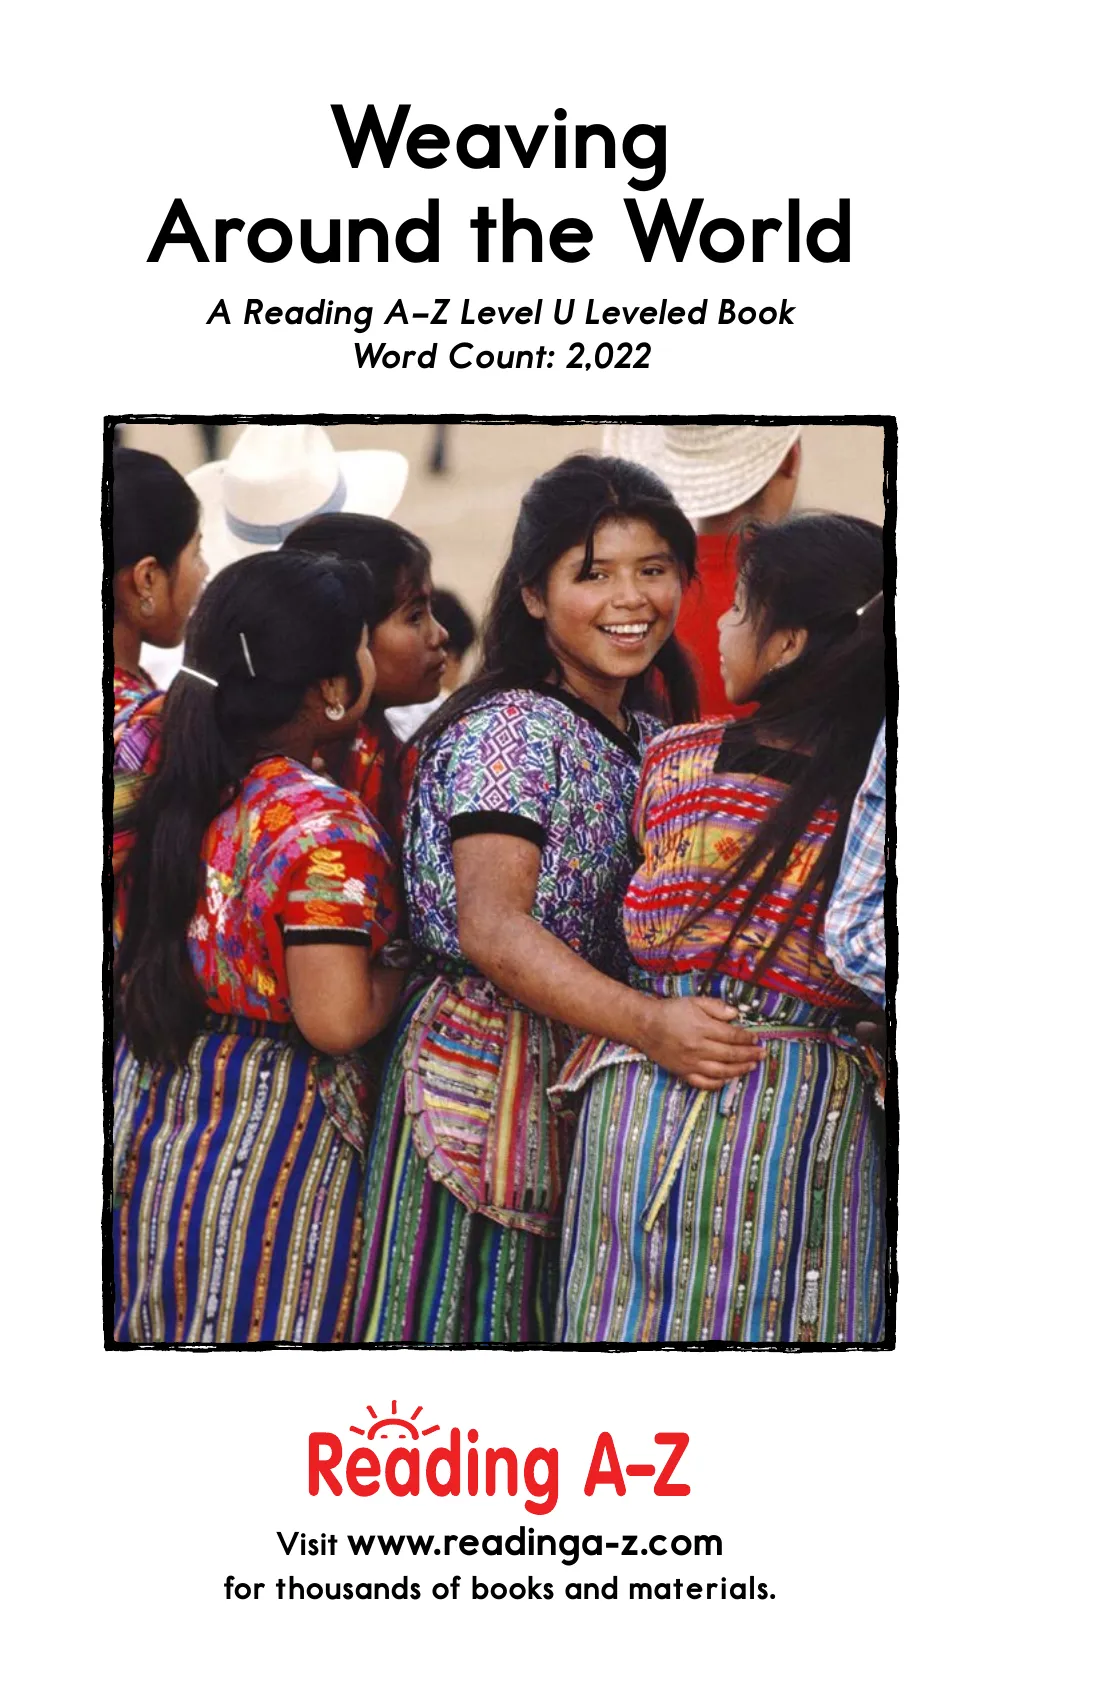 Weaving
Around the World
A Reading A–Z Level U Leveled Book
Word Count: 2,022
Reading A–Z
Visit www.readinga-z.com
for thousands of books and materials.